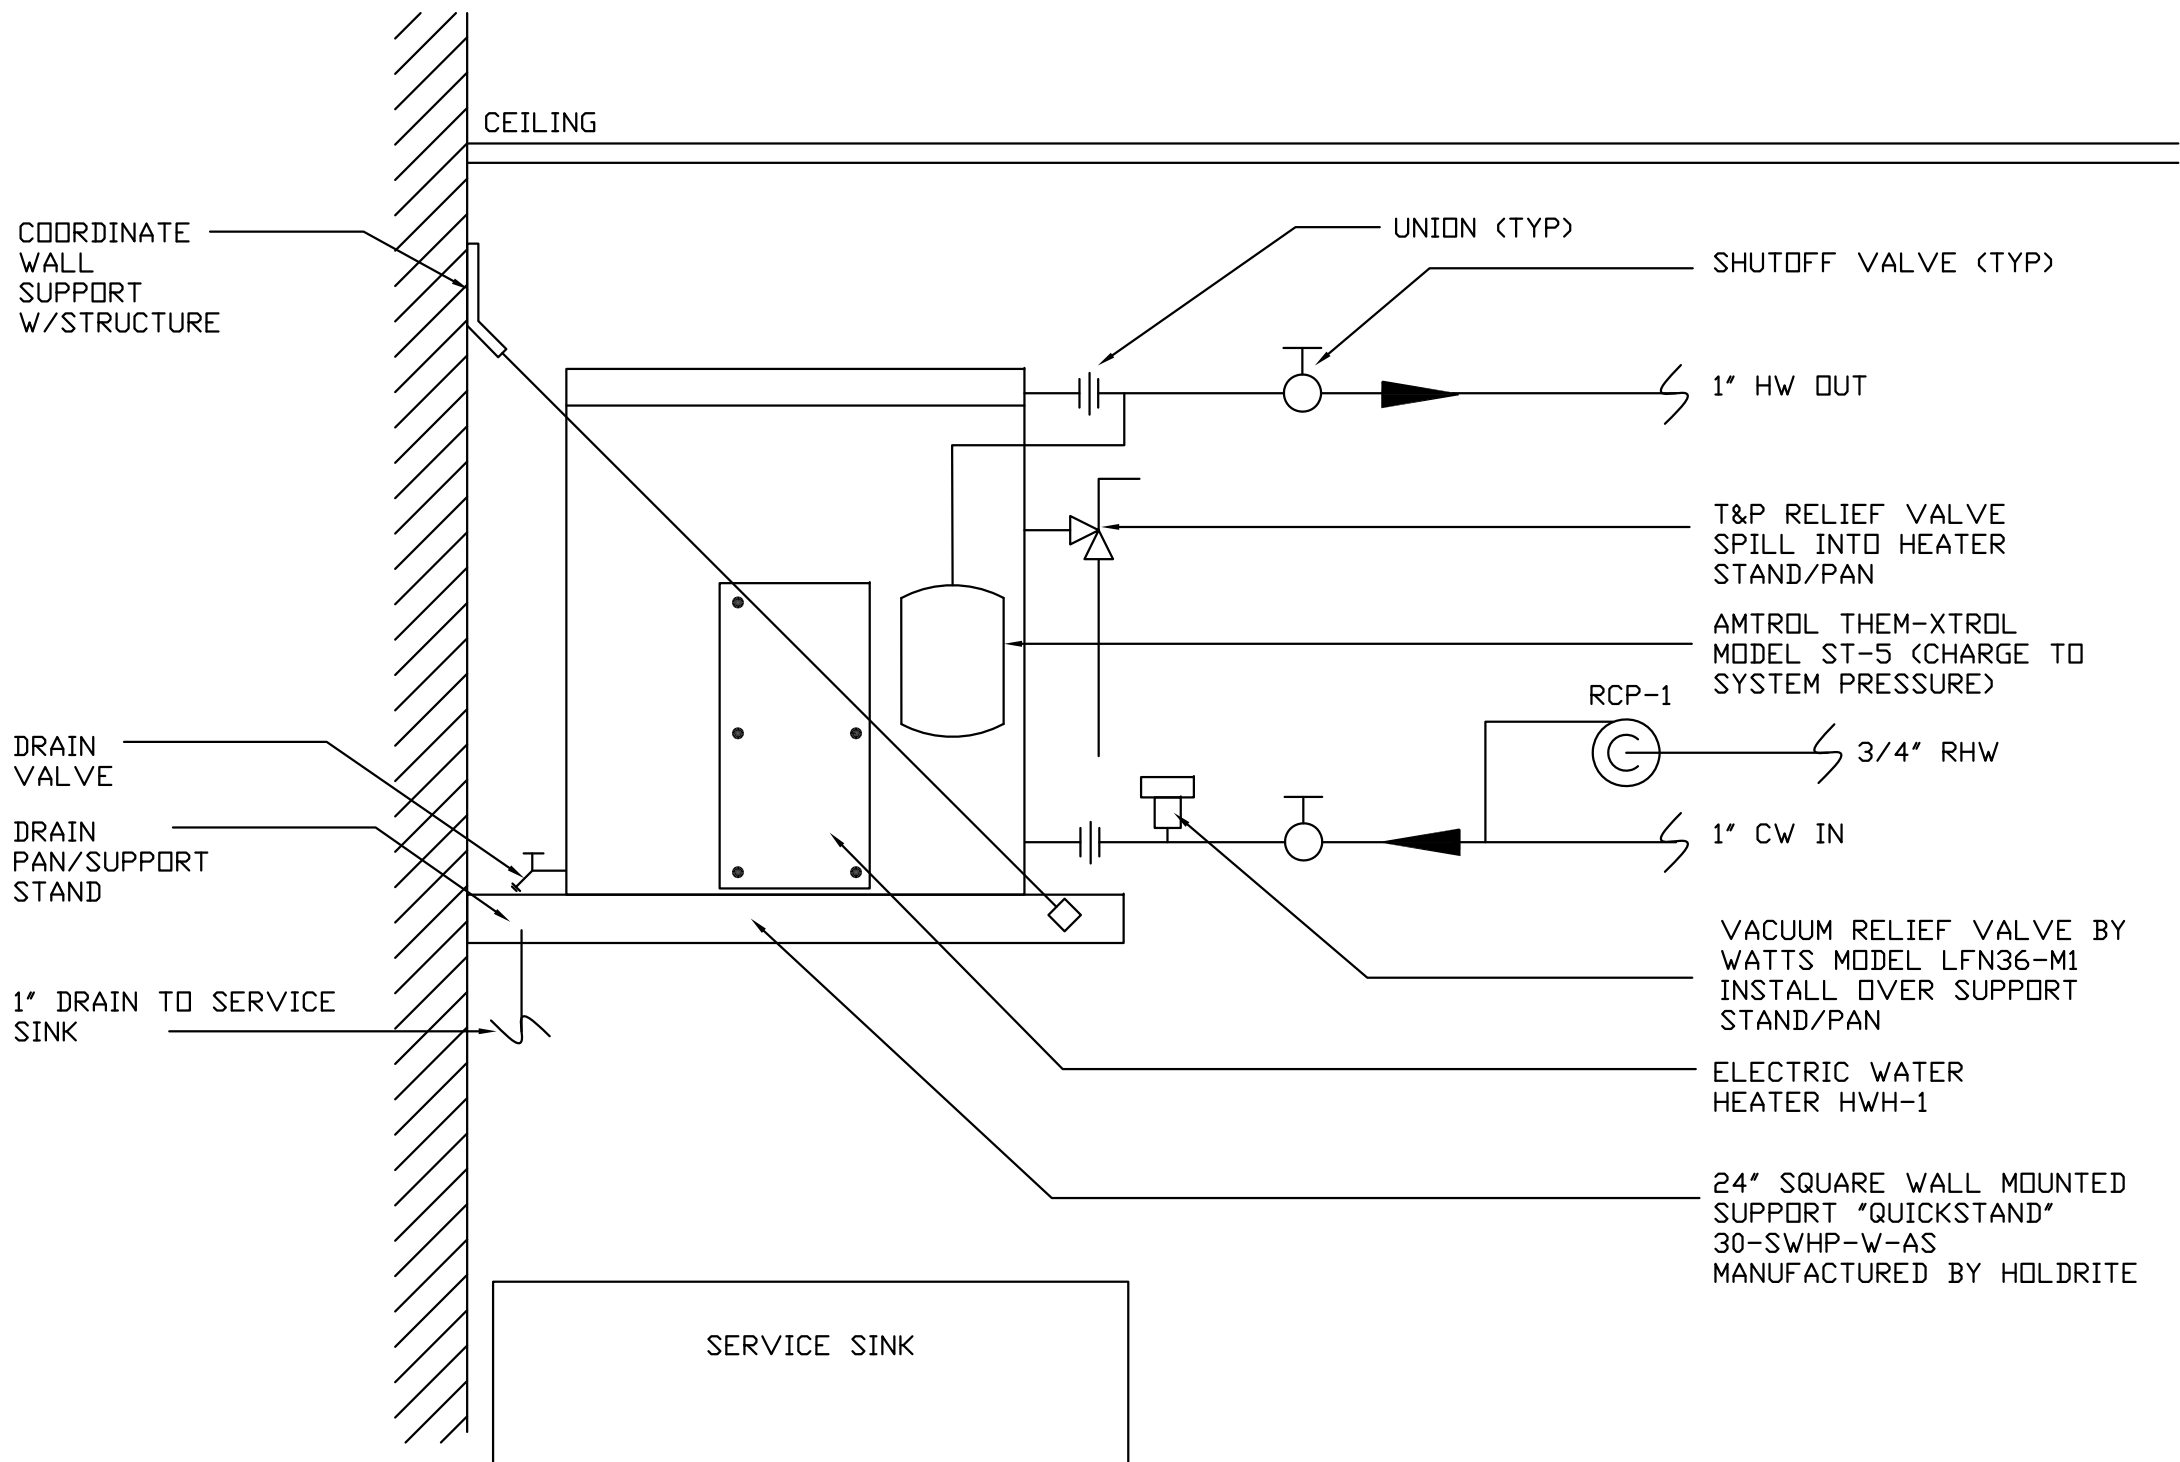 CEILING
COORDINATE
WALL
SUPPORT
W/STRUCTURE
UNION (TYP)
SHUTOFF VALVE (TYP)
1" HW OUT
T&P RELIEF VALVE
SPILL INTO HEATER
STAND/PAN
AMTROL THEM-XTROL
MODEL ST-5 (CHARGE TO
SYSTEM PRESSURE)
RCP-1
3/4" RHW
1" CW IN
DRAIN
VALVE
DRAIN
PAN/SUPPORT
STAND
1" DRAIN TO SERVICE
SINK
VACUUM RELIEF VALVE BY
WATTS MODEL LFN36-M1
INSTALL OVER SUPPORT
STAND/PAN
ELECTRIC WATER
HEATER HWH-1
24" SQUARE WALL MOUNTED
SUPPORT "QUICKSTAND"
30-SWHP-W-AS
MANUFACTURED BY HOLDRITE
SERVICE SINK